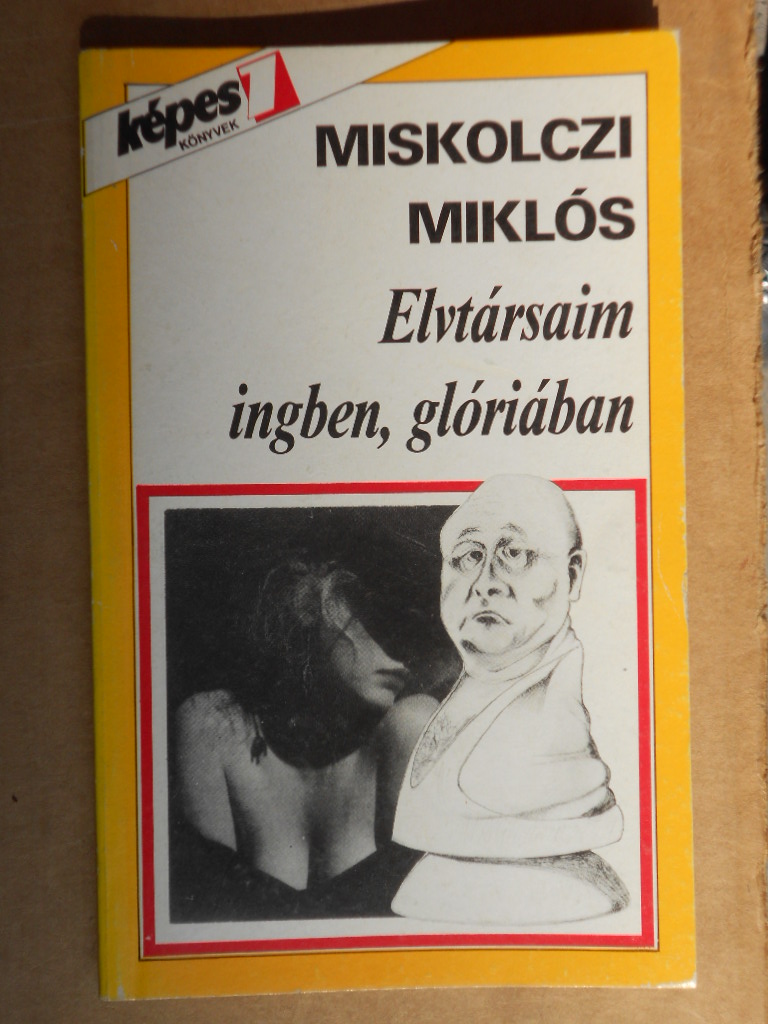 képes 7
KÖNYVEK
MISKOLCZI
MIKLÓS
Elvtársaim
ingben, glóriában